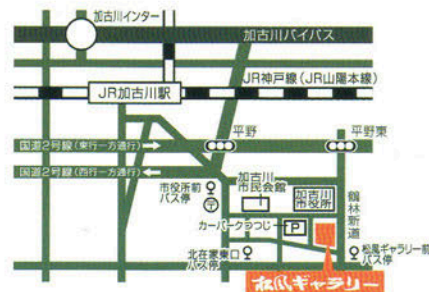 加古川インター
加古川バイパス
JR神戸線(JR山陽本線)
JR加古川駅
平野
平野東
国道2号線(東行一方通行)
国道2号線(西行一方通行)
市役所前
バス停
加古川
市民会館
加古川
市役所
鶴林新道
カーパークつつじ
P
北在家東口
バス停
松風ギャラリー前
バス停
松風ギャラリー